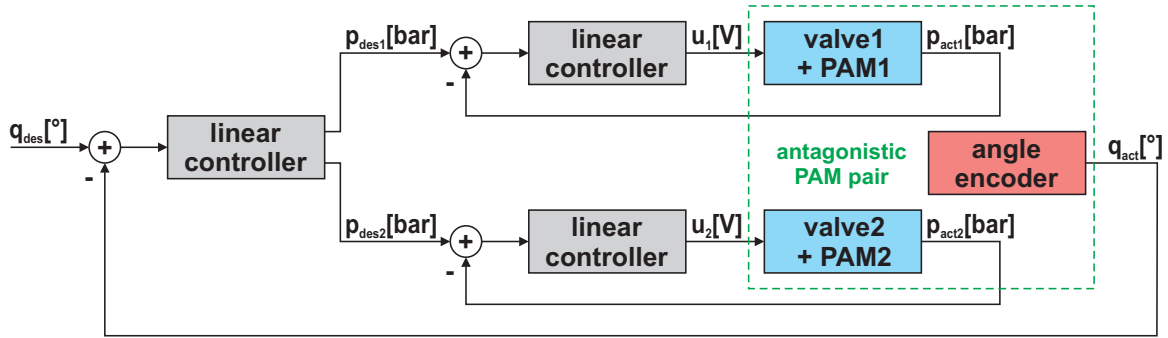 p_des1[bar]
+
-
linear
controller
u_1[V]
valve1
+ PAM1
p_act1[bar]
q_des[°]
+
-
linear
controller
antagonistic
PAM pair
angle
encoder
q_act[°]
p_des2[bar]
+
-
linear
controller
u_2[V]
valve2
+ PAM2
p_act2[bar]